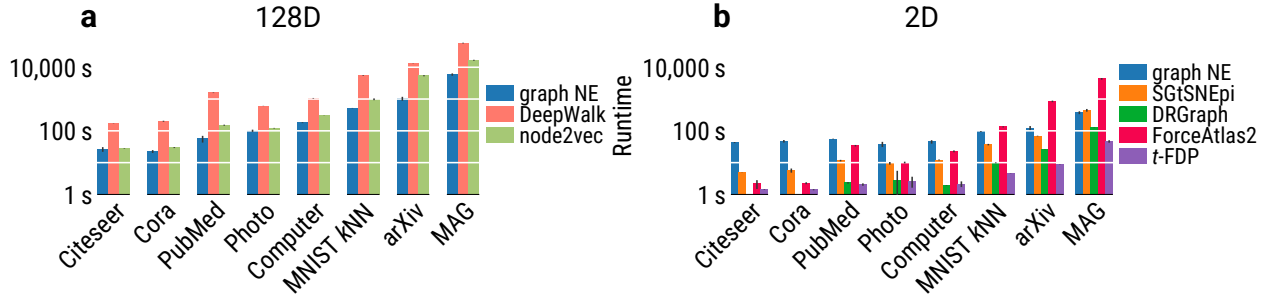 a
128D
10,000 s
100 s
1 s
Citeseer
Cora
PubMed
Photo
Computer
MNIST kNN
arXiv
MAG
graph NE
DeepWalk
node2vec
b
2D
Runtime
10,000 s
100 s
1 s
Citeseer
Cora
PubMed
Photo
Computer
MNIST kNN
arXiv
MAG
graph NE
SGtSNEpi
DRGraph
ForceAtlas2
t-FDP